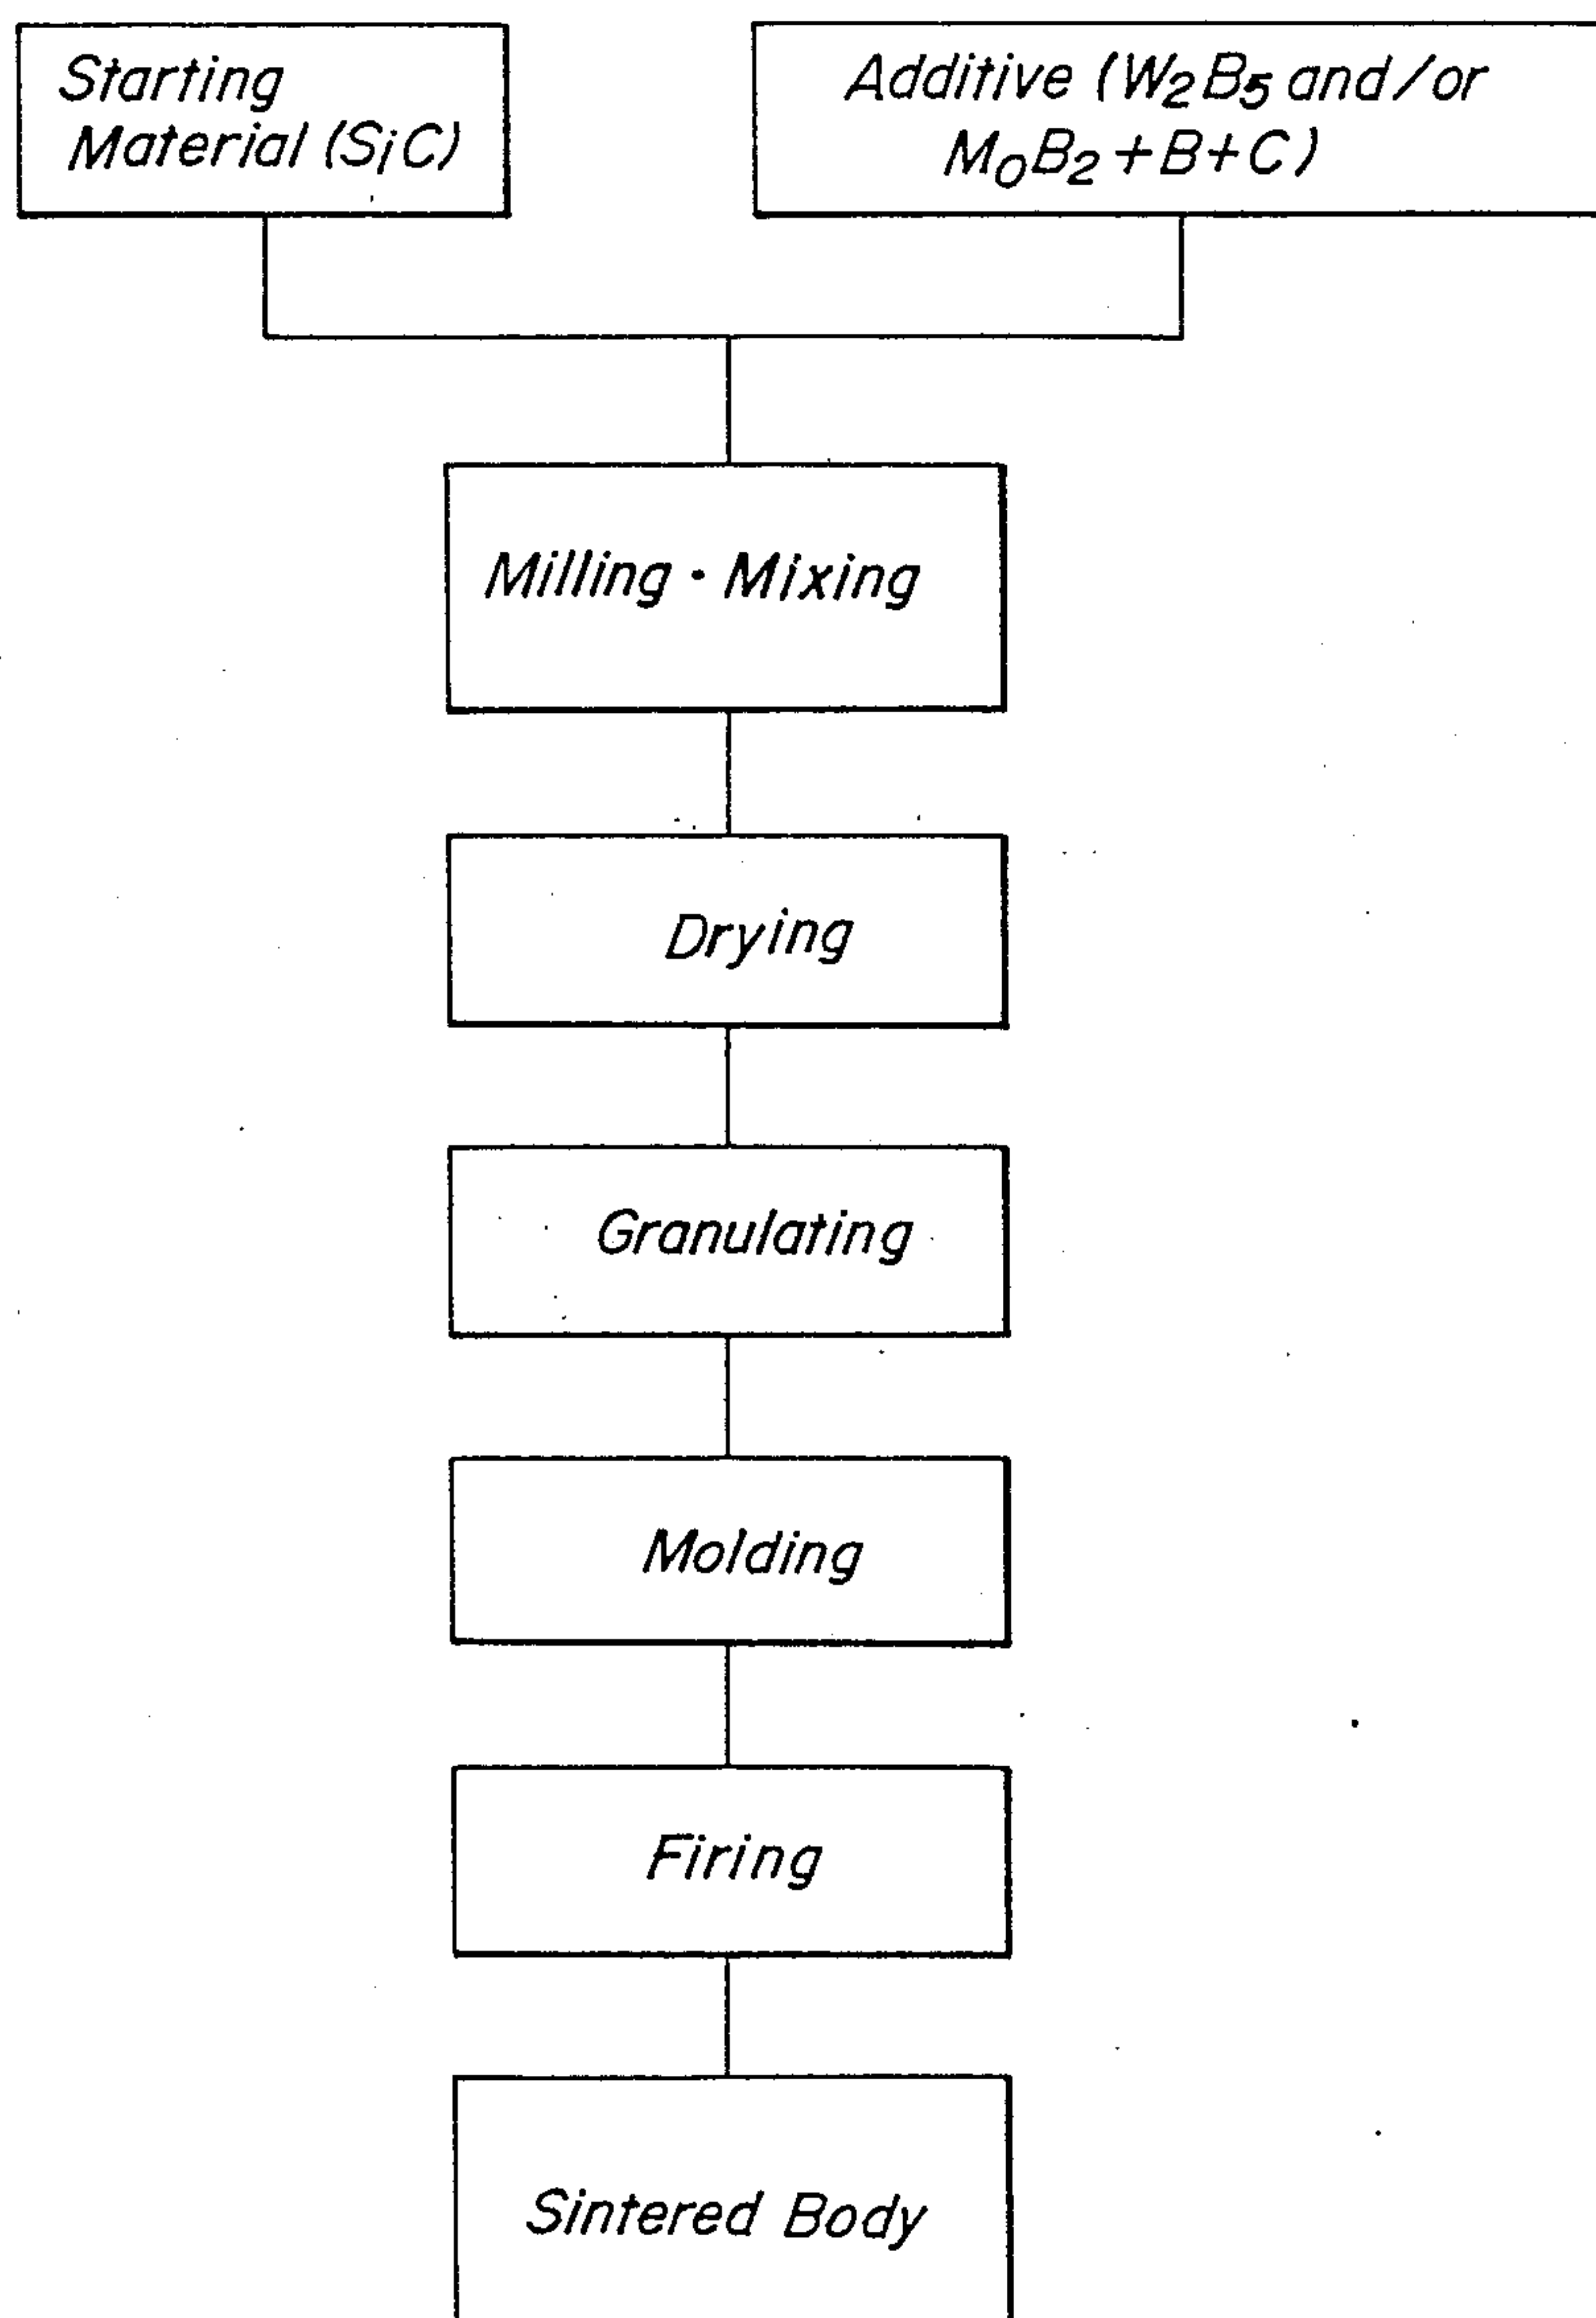 Starting
Material (SiC)
Additive (W₂B₅ and/or
MoB₂+B+C)
Milling · Mixing
Drying
Granulating
Molding
Firing
Sintered Body